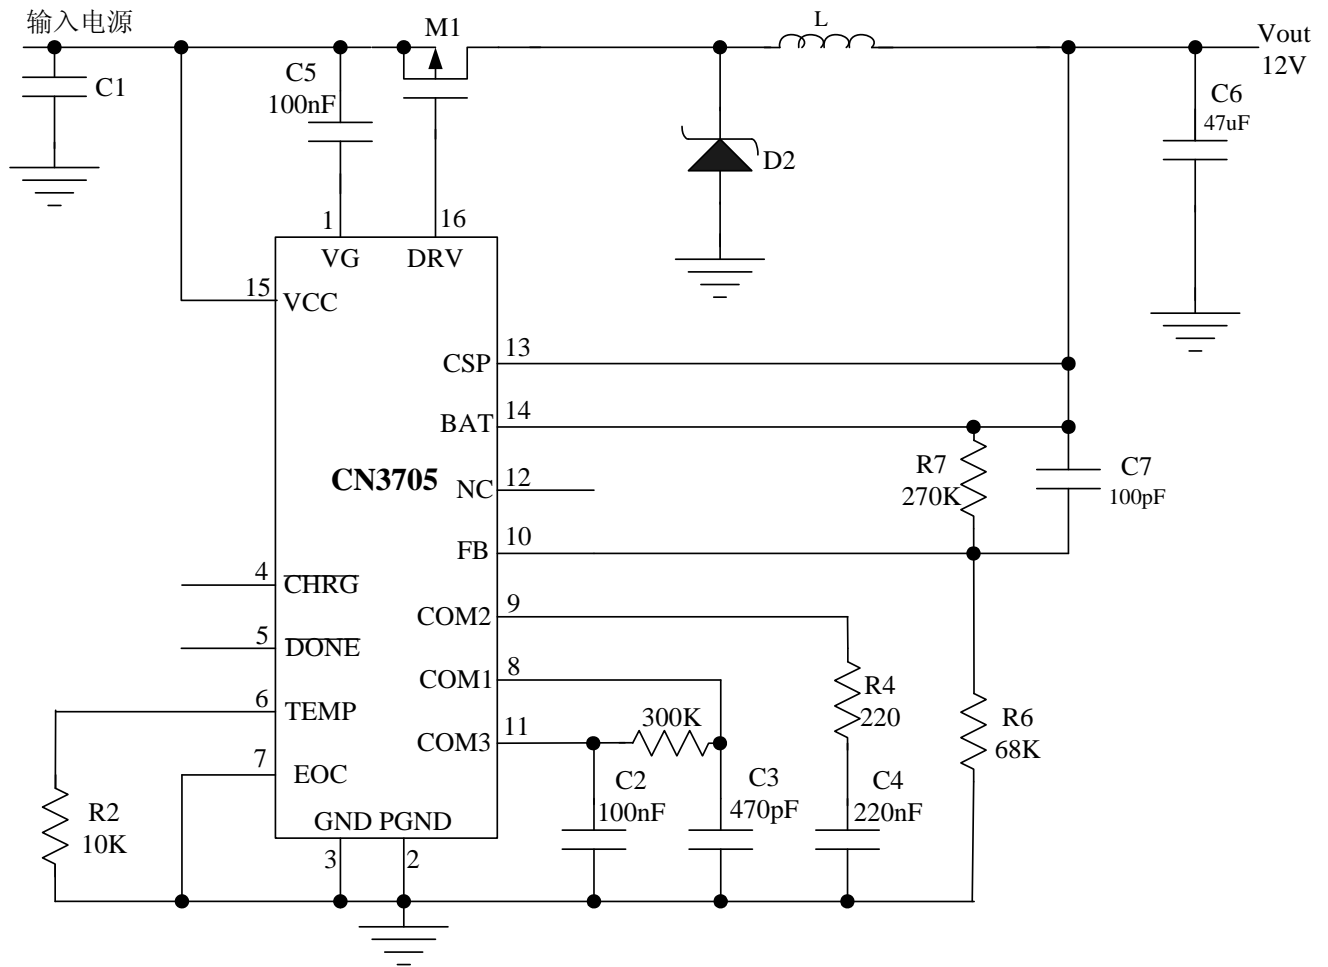 输入电源
M1
L
Vout
12V
C1
C5
100nF
C6
47uF
D2
1
16
VG
DRV
15
VCC
CSP
13
BAT
14
CN3705
NC
12
R7
270K
C7
100pF
FB
10
4
CHRG
COM2
9
5
DONE
COM1
8
R4
220
6
TEMP
300K
R6
68K
COM3
11
7
EOC
C2
100nF
C3
470pF
C4
220nF
R2
10K
GND PGND
3
2